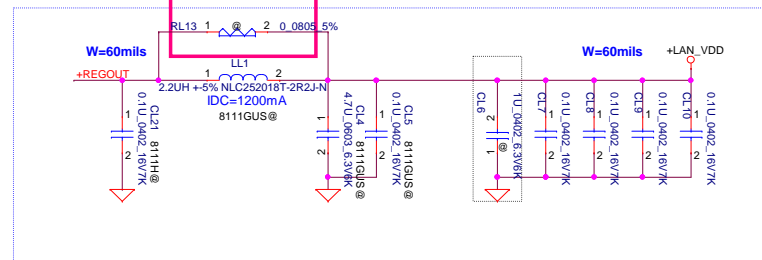 RL13 1 @ 2 0_0805_5%
W=60mils
LL1
W=60mils
+LAN_VDD
+REGOUT
1 2
2.2UH +-5% NLC252018T-2R2J-N
IDC=1200mA
8111GUS@
1 2
0.1U_0402_16V7K
CL21
8111H@
1 2
4.7U_0603_6.3V6K
CL4
8111GUS@
1 2
0.1U_0402_16V7K
CL5
8111GUS@
2 1
CL6
1U_0402_6.3V6K
@
1 2
CL7
0.1U_0402_16V7K
1 2
CL8
0.1U_0402_16V7K
1 2
CL9
0.1U_0402_16V7K
1 2
CL10
0.1U_0402_16V7K